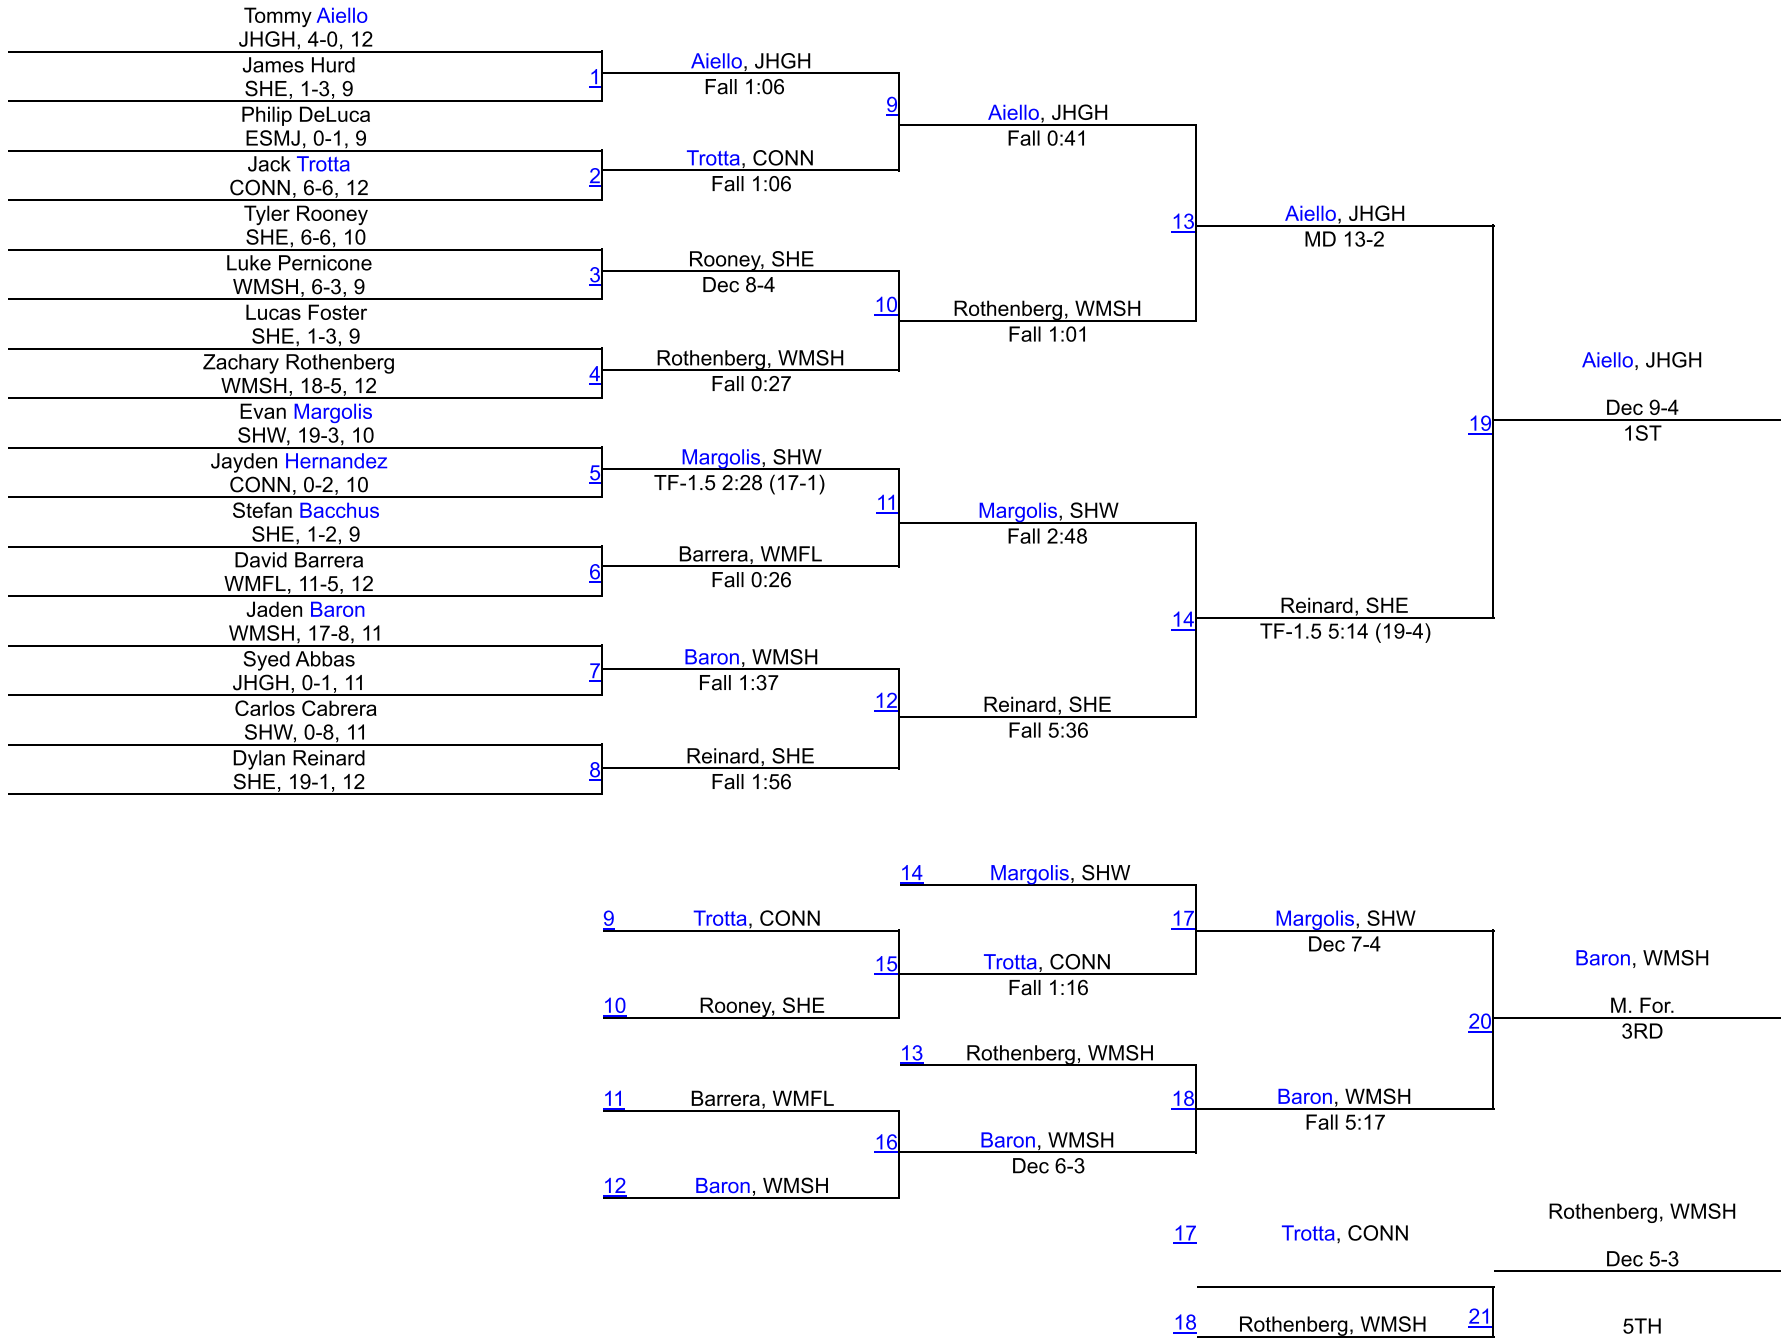 Tommy Aiello
JHGH, 4-0, 12
James Hurd
SHE, 1-3, 9
Philip DeLuca
ESMJ, 0-1, 9
Jack Trotta
CONN, 6-6, 12
Tyler Rooney
SHE, 6-6, 10
Luke Pernicone
WMSH, 6-3, 9
Lucas Foster
SHE, 1-3, 9
Zachary Rothenberg
WMSH, 18-5, 12
Evan Margolis
SHW, 19-3, 10
Jayden Hernandez
CONN, 0-2, 10
Stefan Bacchus
SHE, 1-2, 9
David Barrera
WMFL, 11-5, 12
Jaden Baron
WMSH, 17-8, 11
Syed Abbas
JHGH, 0-1, 11
Carlos Cabrera
SHW, 0-8, 11
Dylan Reinard
SHE, 19-1, 12
1
Aiello, JHGH
Fall 1:06
2
Trotta, CONN
Fall 1:06
3
Rooney, SHE
Dec 8-4
4
Rothenberg, WMSH
Fall 0:27
5
Margolis, SHW
TF-1.5 2:28 (17-1)
6
Barrera, WMFL
Fall 0:26
7
Baron, WMSH
Fall 1:37
8
Reinard, SHE
Fall 1:56
9
Aiello, JHGH
Fall 0:41
10
Rothenberg, WMSH
Fall 1:01
11
Margolis, SHW
Fall 2:48
12
Reinard, SHE
Fall 5:36
13
Aiello, JHGH
MD 13-2
14
Reinard, SHE
TF-1.5 5:14 (19-4)
19
Aiello, JHGH
Dec 9-4
1ST
9
Trotta, CONN
10
Rooney, SHE
11
Barrera, WMFL
12
Baron, WMSH
14
Margolis, SHW
15
Trotta, CONN
Fall 1:16
13
Rothenberg, WMSH
16
Baron, WMSH
Dec 6-3
17
Margolis, SHW
Dec 7-4
18
Baron, WMSH
Fall 5:17
20
Baron, WMSH
M. For.
3RD
17
Trotta, CONN
18
Rothenberg, WMSH
21
Rothenberg, WMSH
Dec 5-3
5TH